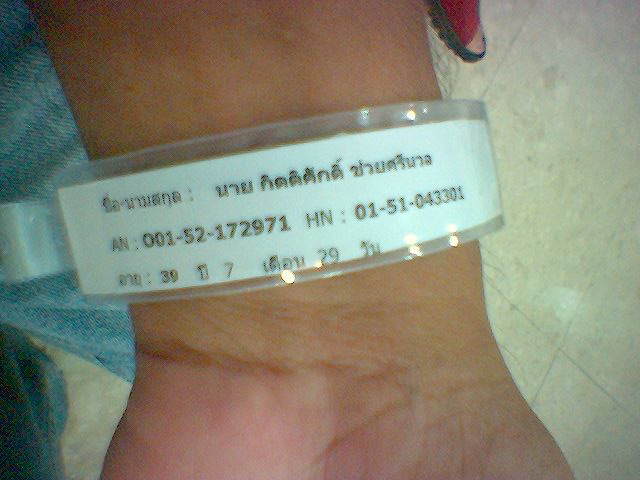 ชื่อ-นามสกุล : นาย กิตติศักดิ์ ช่วยศรีนวล
AN : 001-52-172971 HN : 01-51-043301
อายุ : 39 ปี 7 เดือน 29 วัน